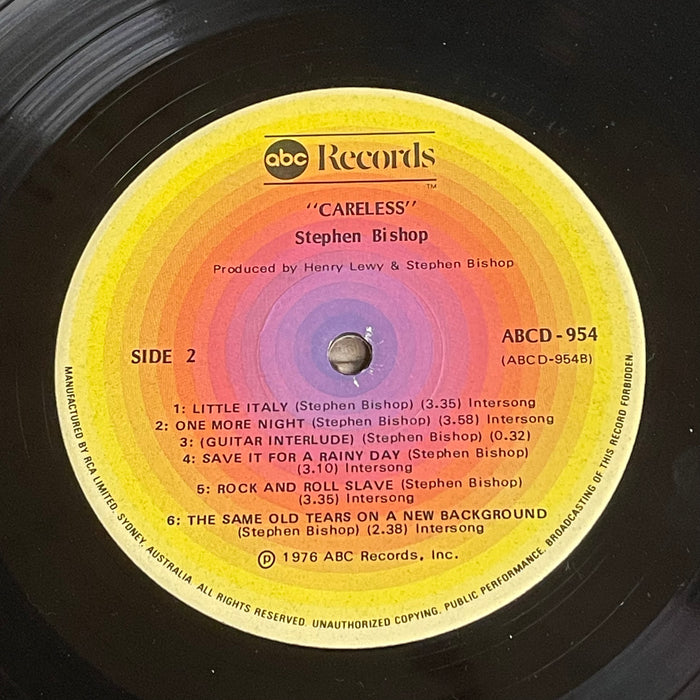 abc Records
TM
"CARELESS"
Stephen Bishop
Produced by Henry Lewy & Stephen Bishop
SIDE 2
ABCD-954
(ABCD-954B)
1: LITTLE ITALY (Stephen Bishop) (3.35) Intersong
2: ONE MORE NIGHT (Stephen Bishop) (3.58) Intersong
3: (GUITAR INTERLUDE) (Stephen Bishop) (0.32)
4: SAVE IT FOR A RAINY DAY (Stephen Bishop)
(3.10) Intersong
5: ROCK AND ROLL SLAVE (Stephen Bishop)
(3.35) Intersong
6: THE SAME OLD TEARS ON A NEW BACKGROUND
(Stephen Bishop) (2.38) Intersong
℗ 1976 ABC Records, Inc.
MANUFACTURED BY RCA LIMITED, SYDNEY, AUSTRALIA. ALL RIGHTS RESERVED. UNAUTHORIZED COPYING, PUBLIC PERFORMANCE, BROADCASTING OF THIS RECORD FORBIDDEN.